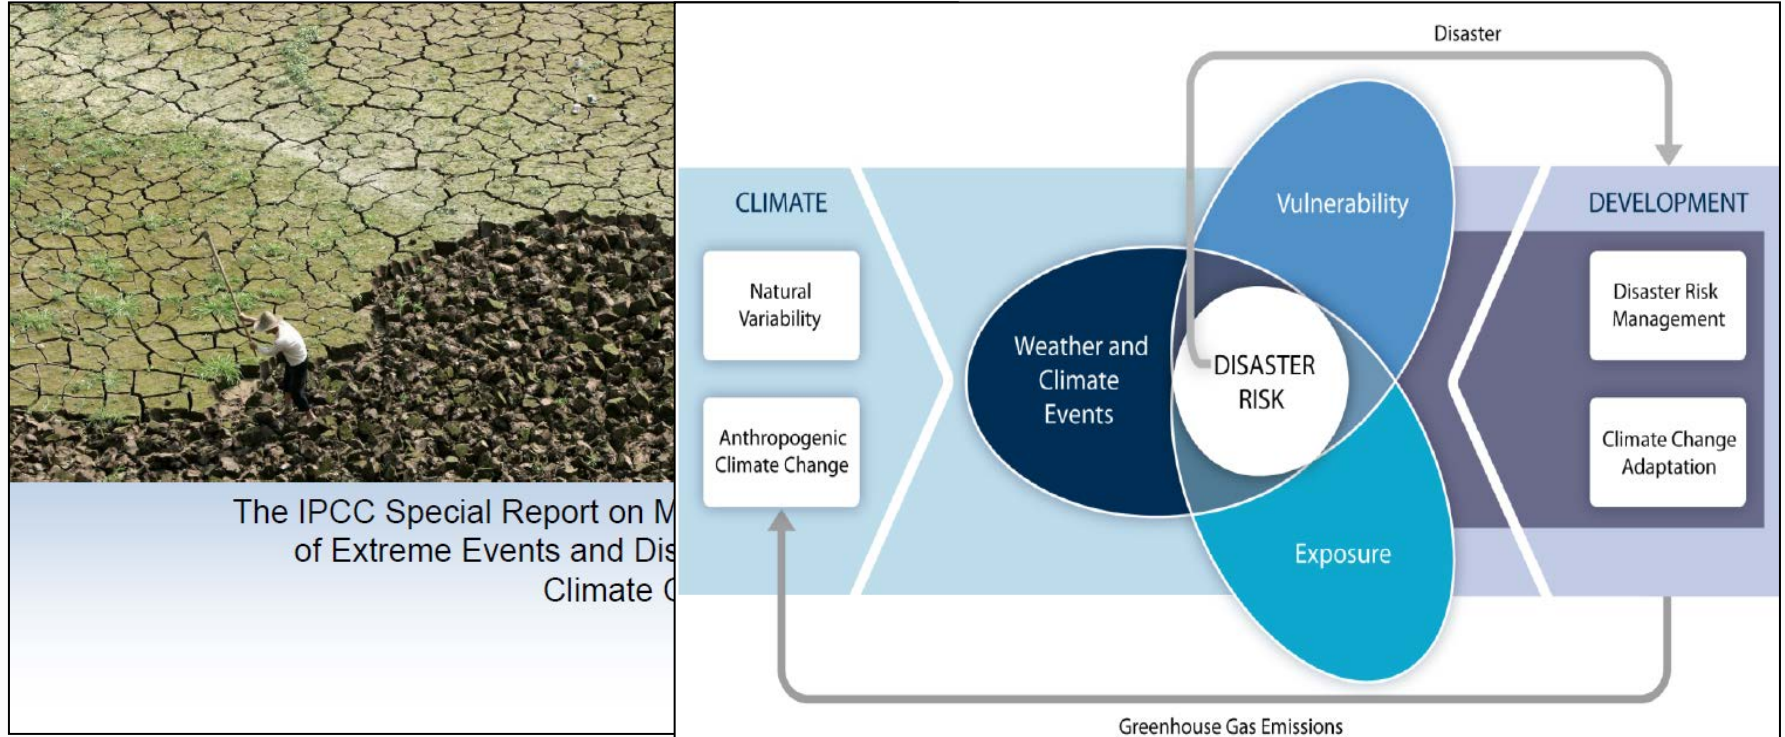 The IPCC Special Report on M
of Extreme Events and Dis
Climate C
Disaster
CLIMATE
Natural
Variability
Anthropogenic
Climate Change
Vulnerability
Weather and
Climate
Events
DISASTER
RISK
Exposure
DEVELOPMENT
Disaster Risk
Management
Climate Change
Adaptation
Greenhouse Gas Emissions